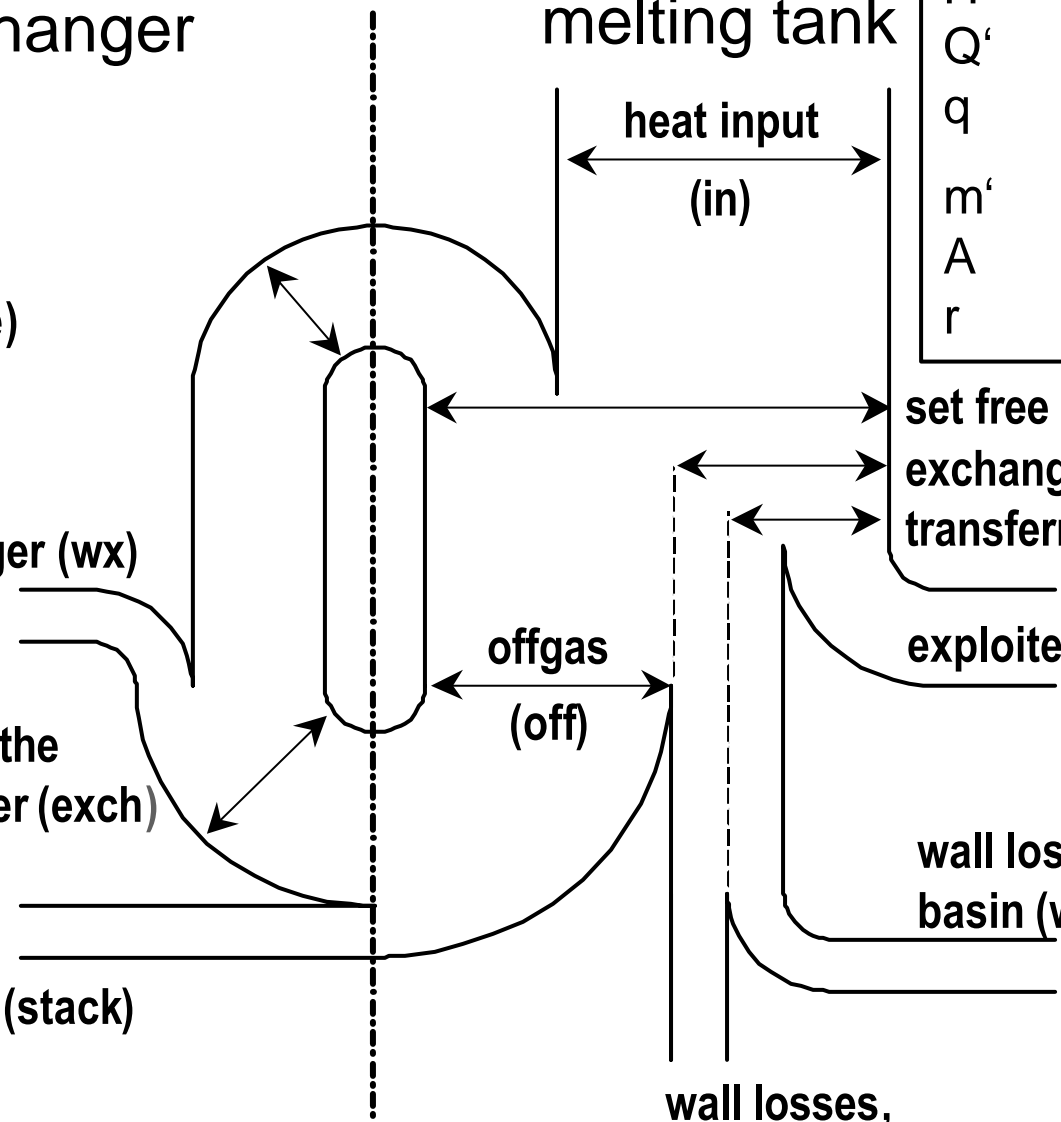 hanger
melting tank
Q‘
q
m‘
A
r
heat input
(in)
e)
set free
exchang
transferr
ger (wx)
exploite
offgas
(off)
the
er (exch)
wall los
basin (w
(stack)
wall losses,